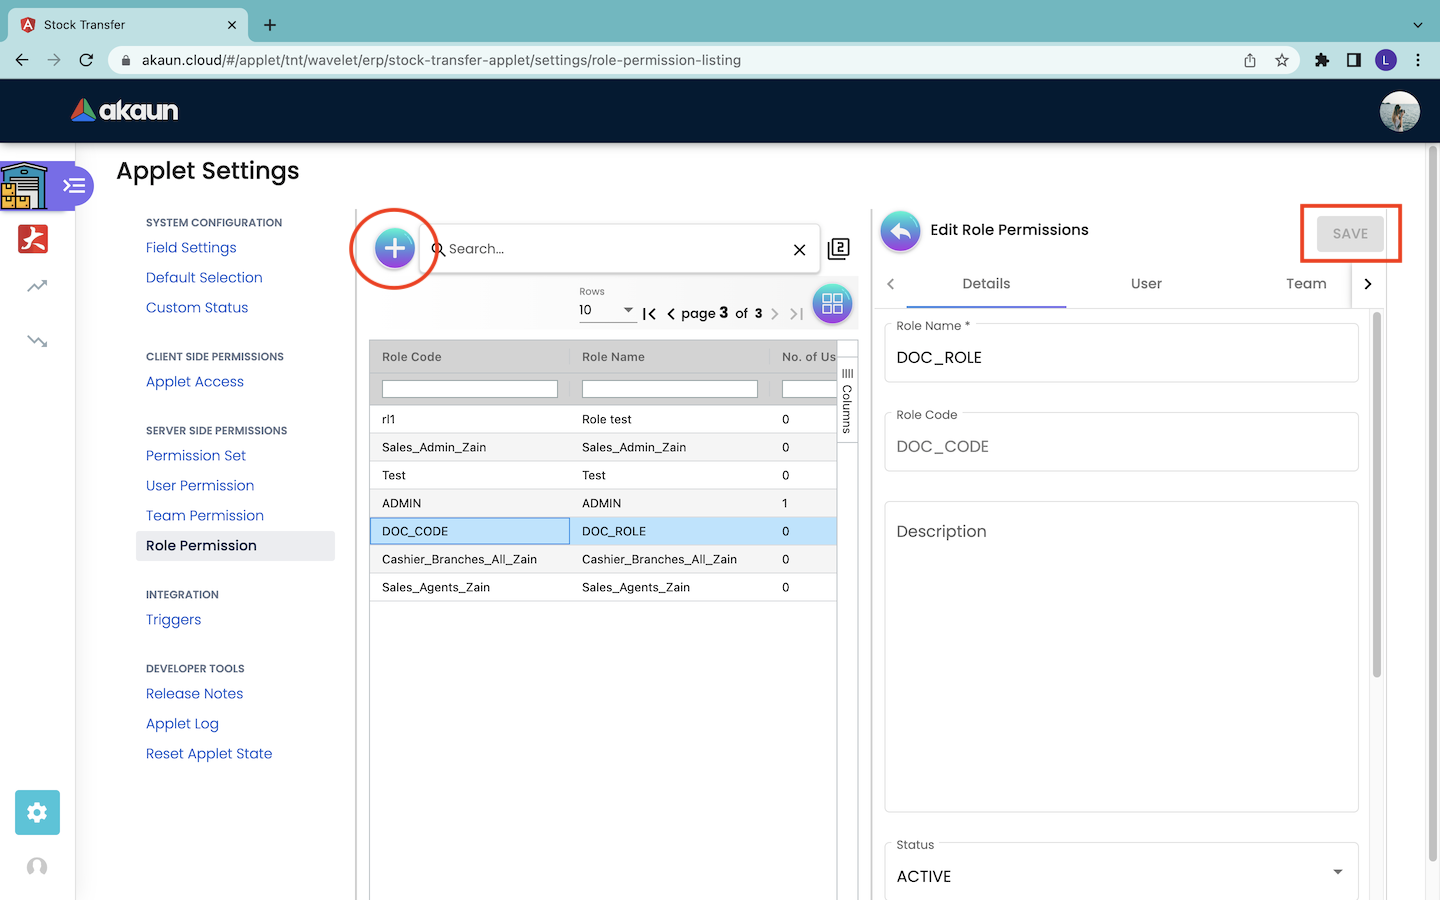 Stock Transfer
akaun.cloud/#/applet/tnt/wavelet/erp/stock-transfer-applet/settings/role-permission-listing
L
akaun
Applet Settings
SYSTEM CONFIGURATION
Field Settings
Default Selection
Custom Status
CLIENT SIDE PERMISSIONS
Applet Access
SERVER SIDE PERMISSIONS
Permission Set
User Permission
Team Permission
Role Permission
INTEGRATION
Triggers
DEVELOPER TOOLS
Release Notes
Applet Log
Reset Applet State
Search...
2
Rows
10
page 3 of 3
Role Code Role Name No. of Us
rl1 Role test 0
Sales_Admin_Zain Sales_Admin_Zain 0
Test Test 0
ADMIN ADMIN 1
DOC_CODE DOC_ROLE 0
Cashier_Branches_All_Zain Cashier_Branches_All_Zain 0
Sales_Agents_Zain Sales_Agents_Zain 0
Columns
Edit Role Permissions
SAVE
Details User Team
Role Name *
DOC_ROLE
Role Code
DOC_CODE
Description
Status
ACTIVE